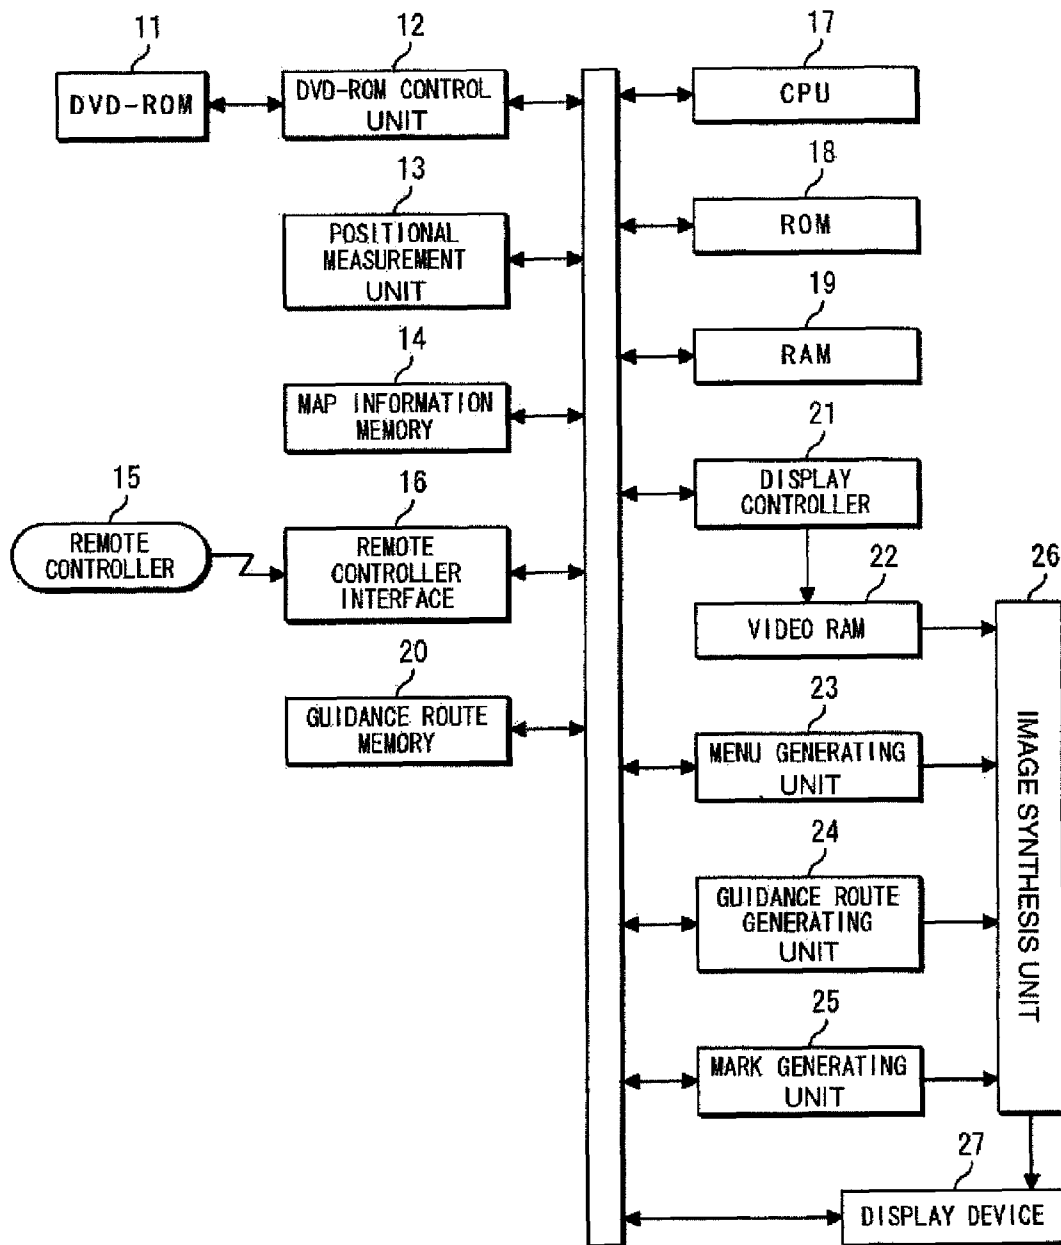 11
DVD-ROM
12
DVD-ROM CONTROL
UNIT
13
POSITIONAL
MEASUREMENT
UNIT
14
MAP INFORMATION
MEMORY
15
REMOTE
CONTROLLER
16
REMOTE
CONTROLLER
INTERFACE
20
GUIDANCE ROUTE
MEMORY
17
CPU
18
ROM
19
RAM
21
DISPLAY
CONTROLLER
22
VIDEO RAM
23
MENU GENERATING
UNIT
24
GUIDANCE ROUTE
GENERATING
UNIT
25
MARK GENERATING
UNIT
26
IMAGE SYNTHESIS UNIT
27
DISPLAY DEVICE